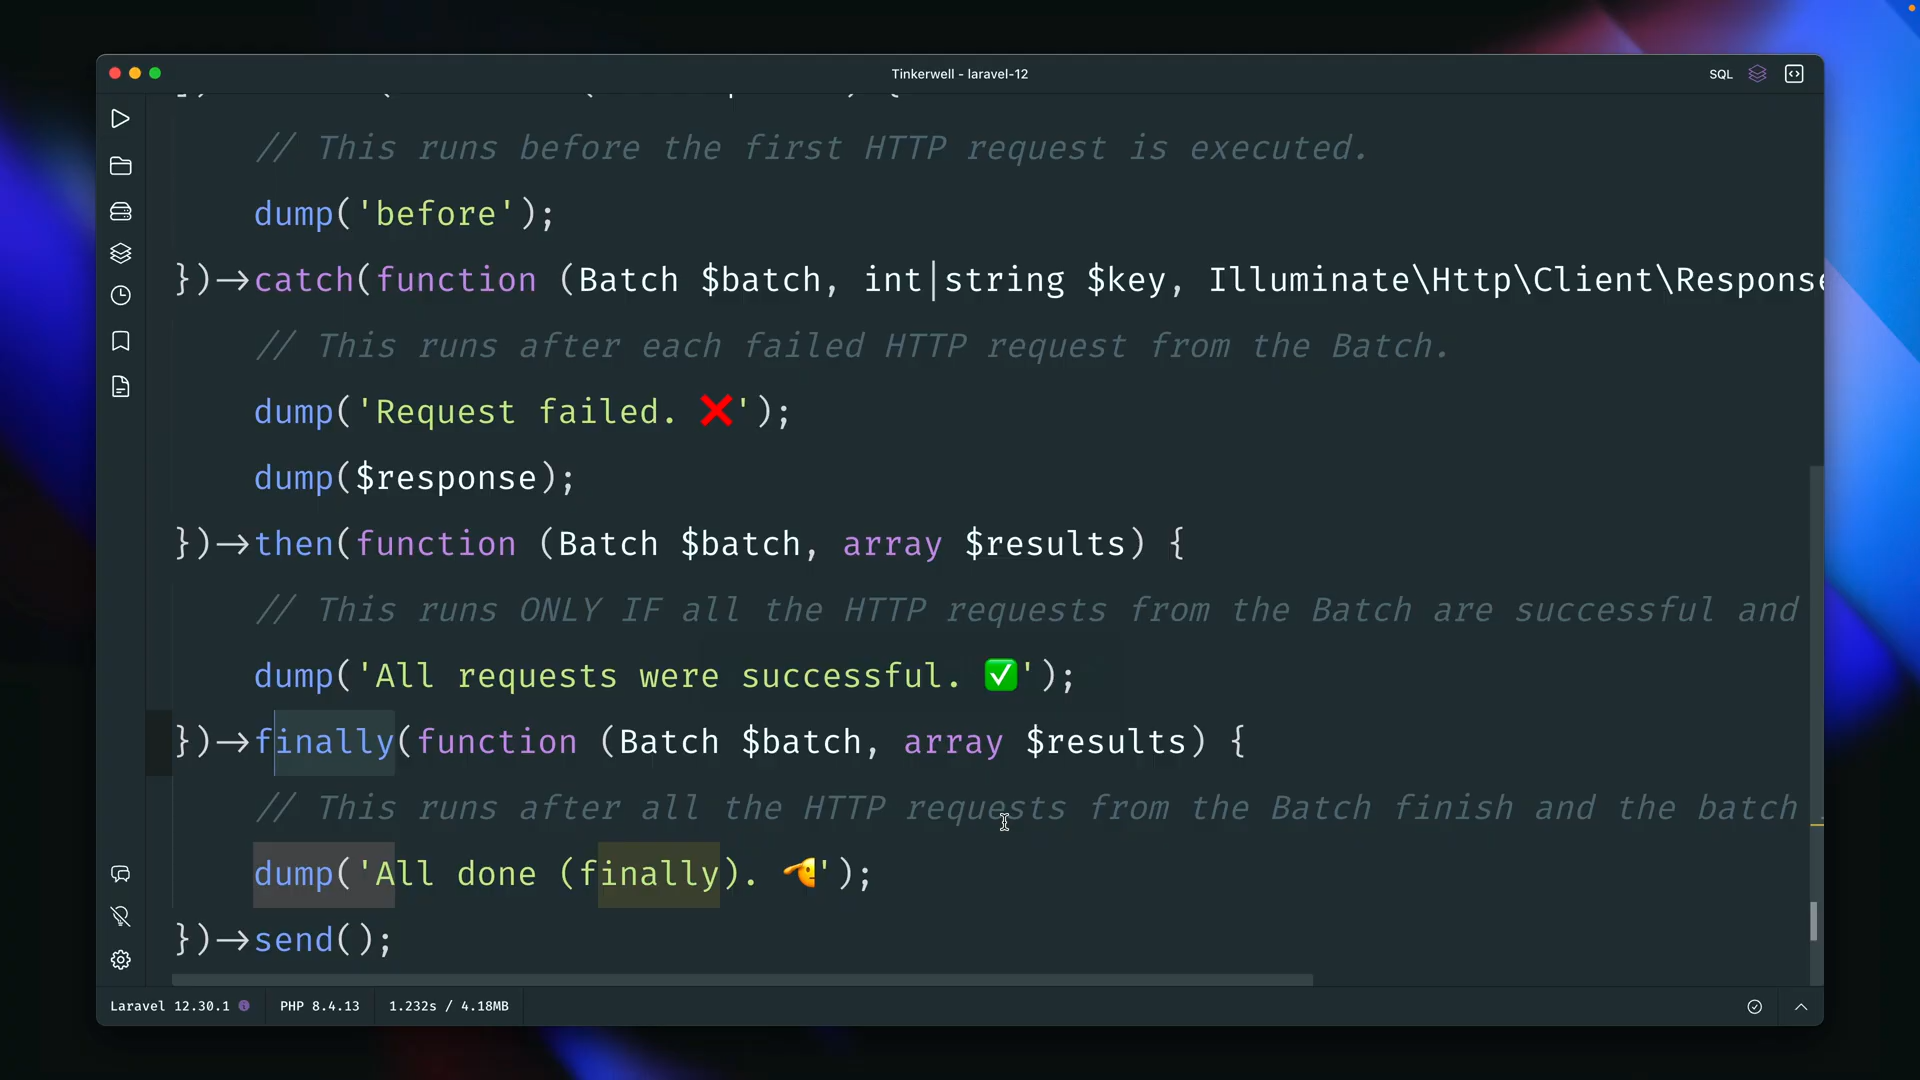 Tinkerwell - laravel-12
SQL
// This runs before the first HTTP request is executed.
dump('before');
})->catch(function (Batch $batch, int|string $key, Illuminate\Http\Client\Response
// This runs after each failed HTTP request from the Batch.
dump('Request failed. ❌');
dump($response);
})->then(function (Batch $batch, array $results) {
// This runs ONLY IF all the HTTP requests from the Batch are successful and
dump('All requests were successful. ✅');
})->finally(function (Batch $batch, array $results) {
// This runs after all the HTTP requests from the Batch finish and the batch
dump('All done (finally). 🫡');
})->send();
Laravel 12.30.1
PHP 8.4.13
1.232s / 4.18MB